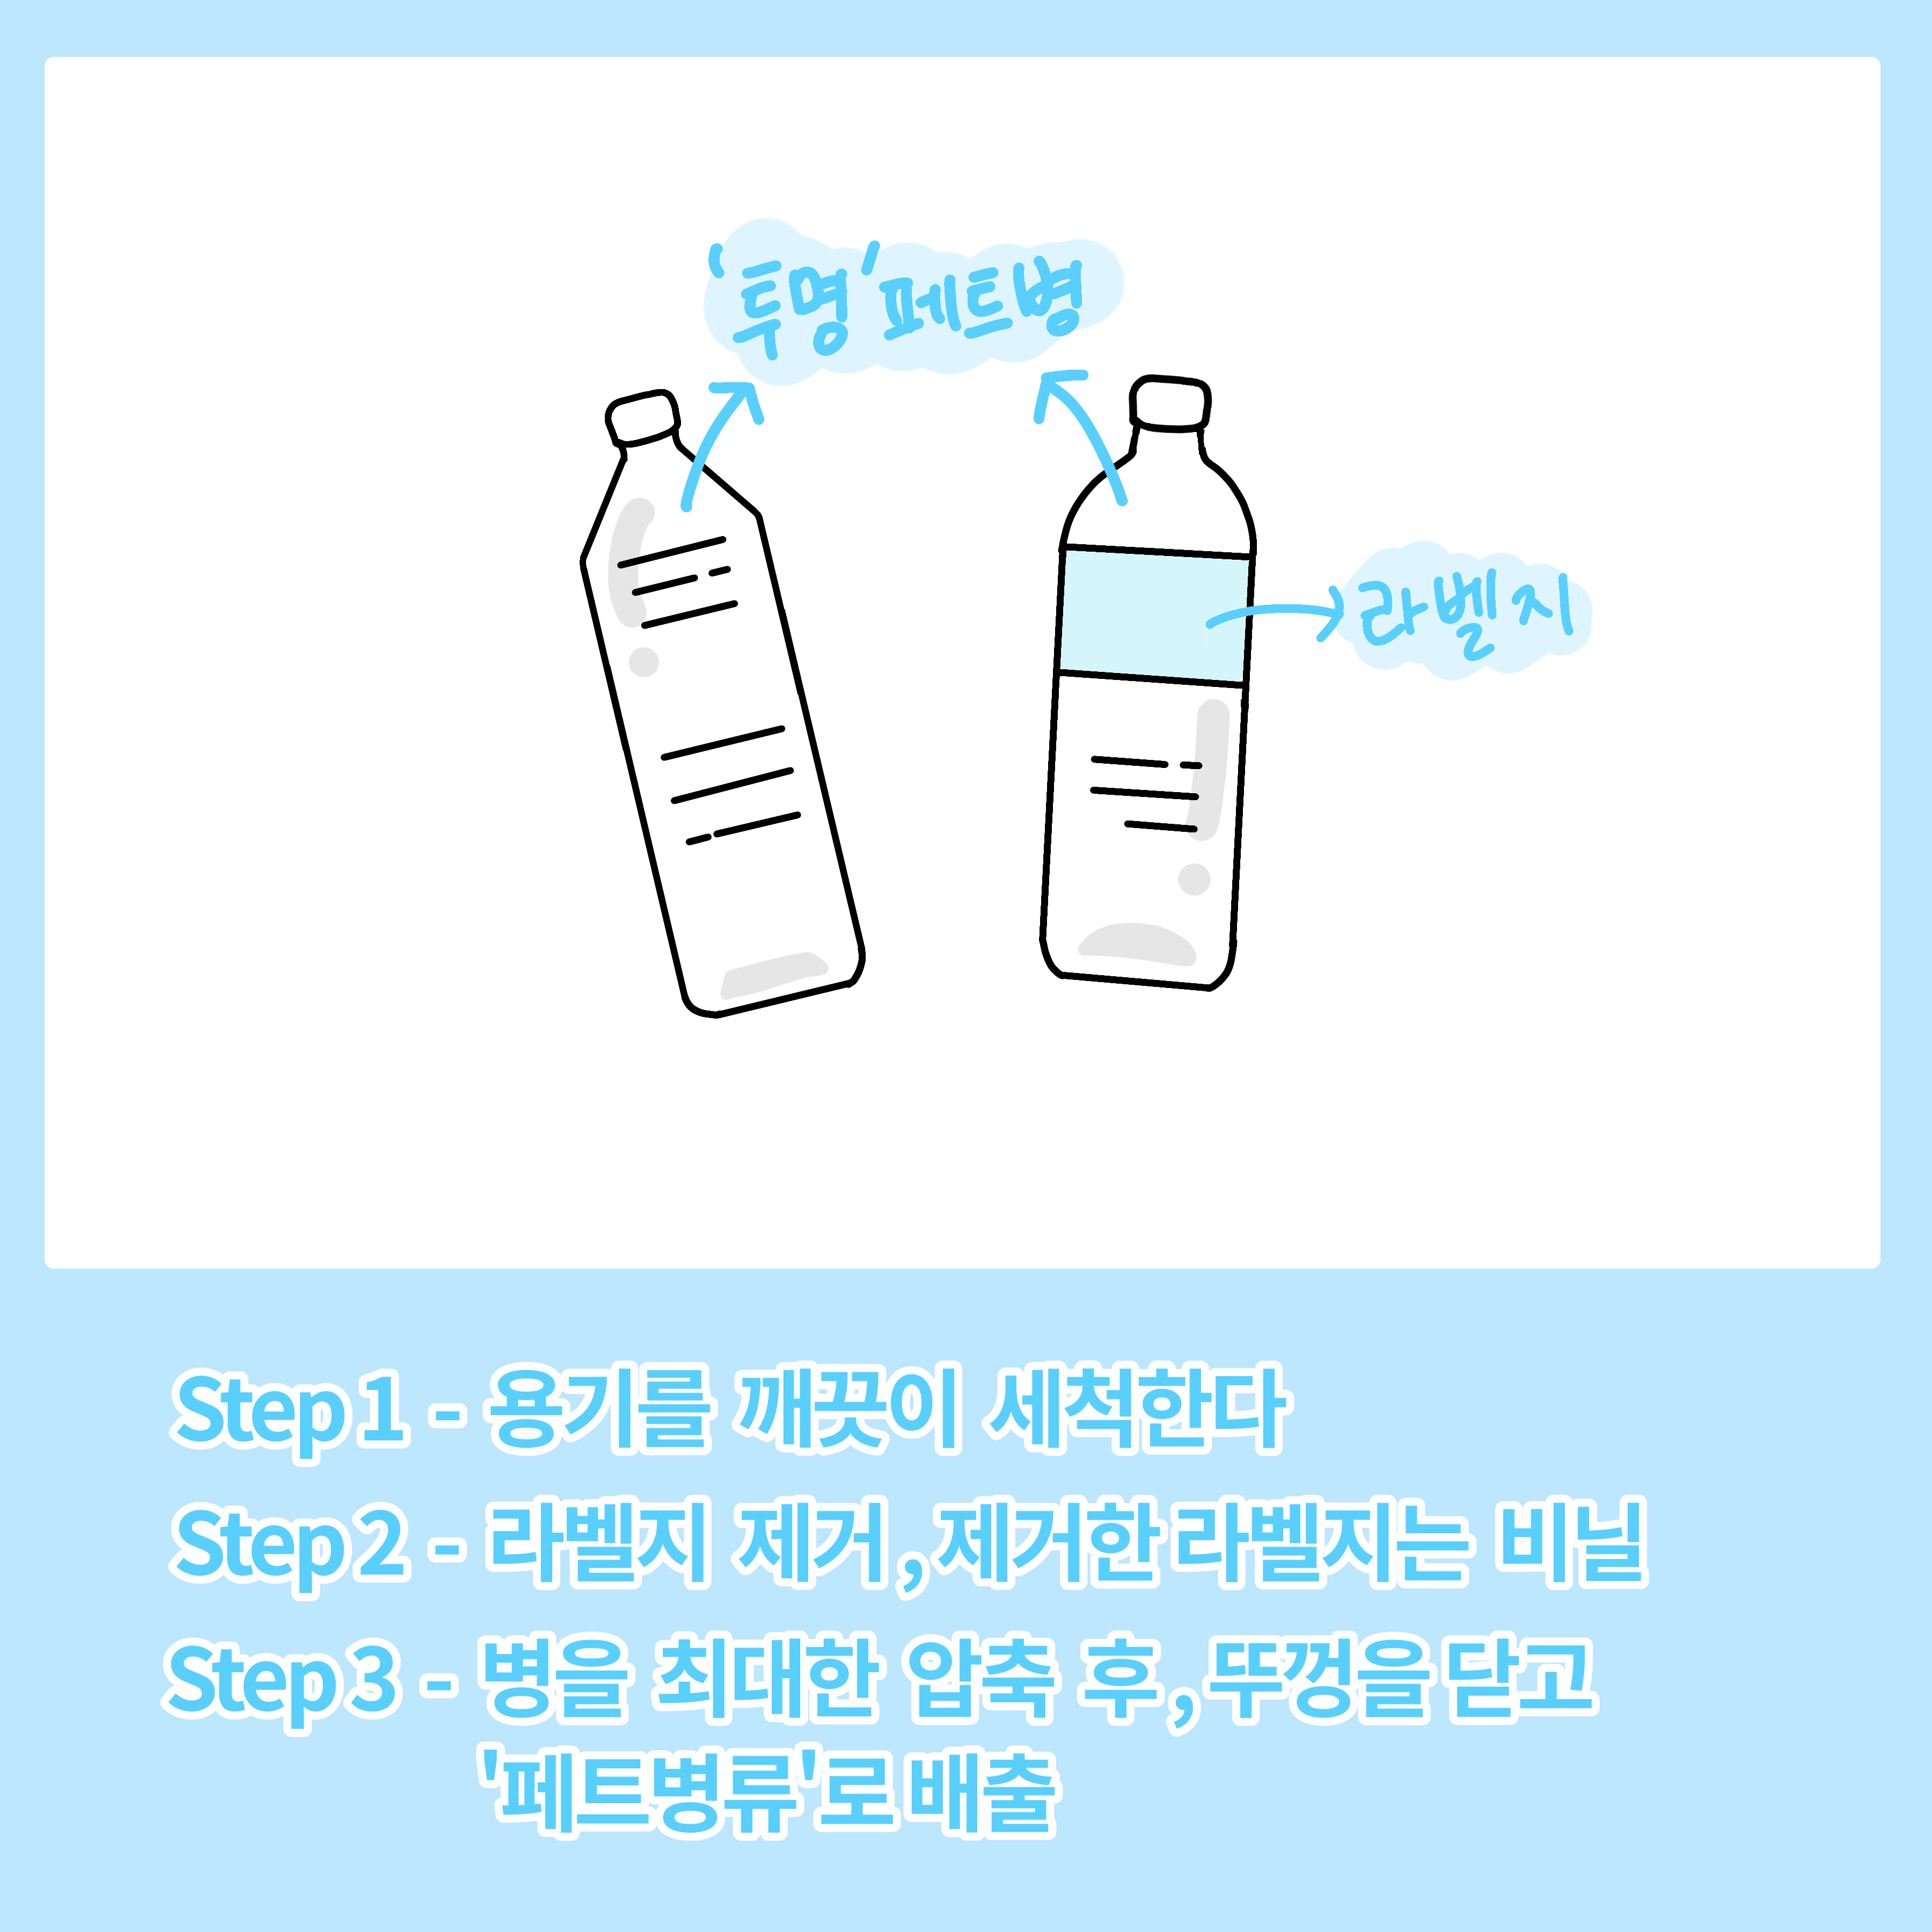 '투명'페트병
라벨지
Step 1 - 용기를 깨끗이 세척한다
Step 2 - 라벨지 제거, 제거한 라벨지는 비닐
Step 3 - 병을 최대한 압축 후, 뚜껑을 닫고
'페트병류'로 배출